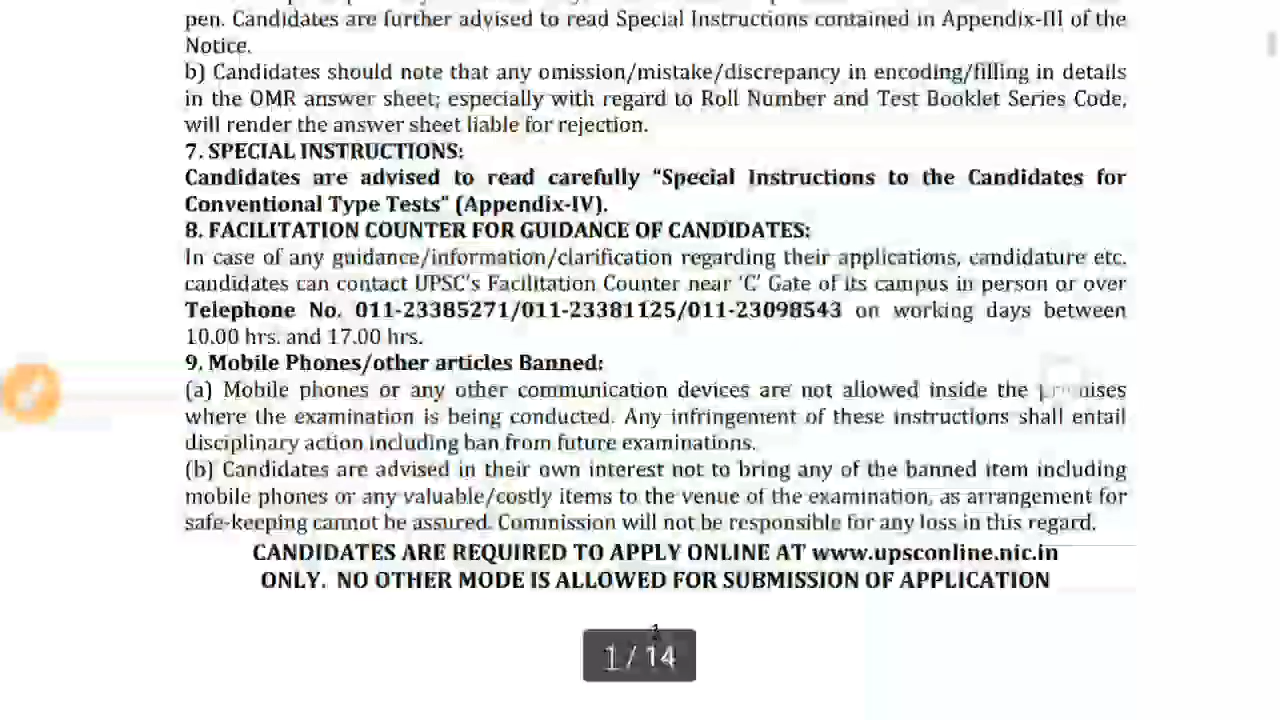 pen. Candidates are further advised to read Special Instructions contained in Appendix-III of the
Notice.
b) Candidates should note that any omission/mistake/discrepancy in encoding/filling in details
in the OMR answer sheet; especially with regard to Roll Number and Test Booklet Series Code,
will render the answer sheet liable for rejection.
7. SPECIAL INSTRUCTIONS:
Candidates are advised to read carefully "Special Instructions to the Candidates for
Conventional Type Tests" (Appendix-IV).
8. FACILITATION COUNTER FOR GUIDANCE OF CANDIDATES:
In case of any guidance/information/clarification regarding their applications, candidature etc.
candidates can contact UPSC's Facilitation Counter near 'C' Gate of its campus in person or over
Telephone No. 011-23385271/011-23381125/011-23098543 on working days between
10.00 hrs. and 17.00 hrs.
9. Mobile Phones/other articles Banned:
(a) Mobile phones or any other communication devices are not allowed inside the
where the examination is being conducted. Any infringement of these instructions shall entail
disciplinary action including ban from future examinations.
(b) Candidates are advised in their own interest not to bring any of the banned item including
mobile phones or any valuable/costly items to the venue of the examination, as arrangement for
safe-keeping cannot be assured. Commission will not be responsible for any loss in this regard.
CANDIDATES ARE REQUIRED TO APPLY ONLINE AT www.upsconline.nic.in
ONLY. NO OTHER MODE IS ALLOWED FOR SUBMISSION OF APPLICATION
1 / 14